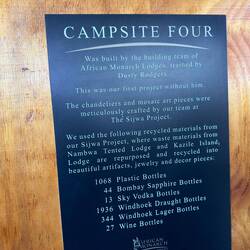 CAMPSITE FOUR
Was built by the building team of
African Monarch Lodges, trained by
Dusty Rodgers.
This was our first project without him.
The chandeliers and mosaic art pieces were
meticulously crafted by our team at
The Sijwa Project.
We used the following recycled waste materials from
our Sijwa Project, where waste materials from
Nambwa Tented Lodge and Kazile Island,
Lodge are repurposed and recycled into
beautiful artifacts, jewelry and decor pieces:
1068 Plastic Bottles
44 Bombay Sapphire Bottles
13 Sky Vodka Bottles
1936 Windhoek Draught Bottles
344 Windhoek Lager Bottles
27 Wine Bottles
AFRICAN
MONARCH